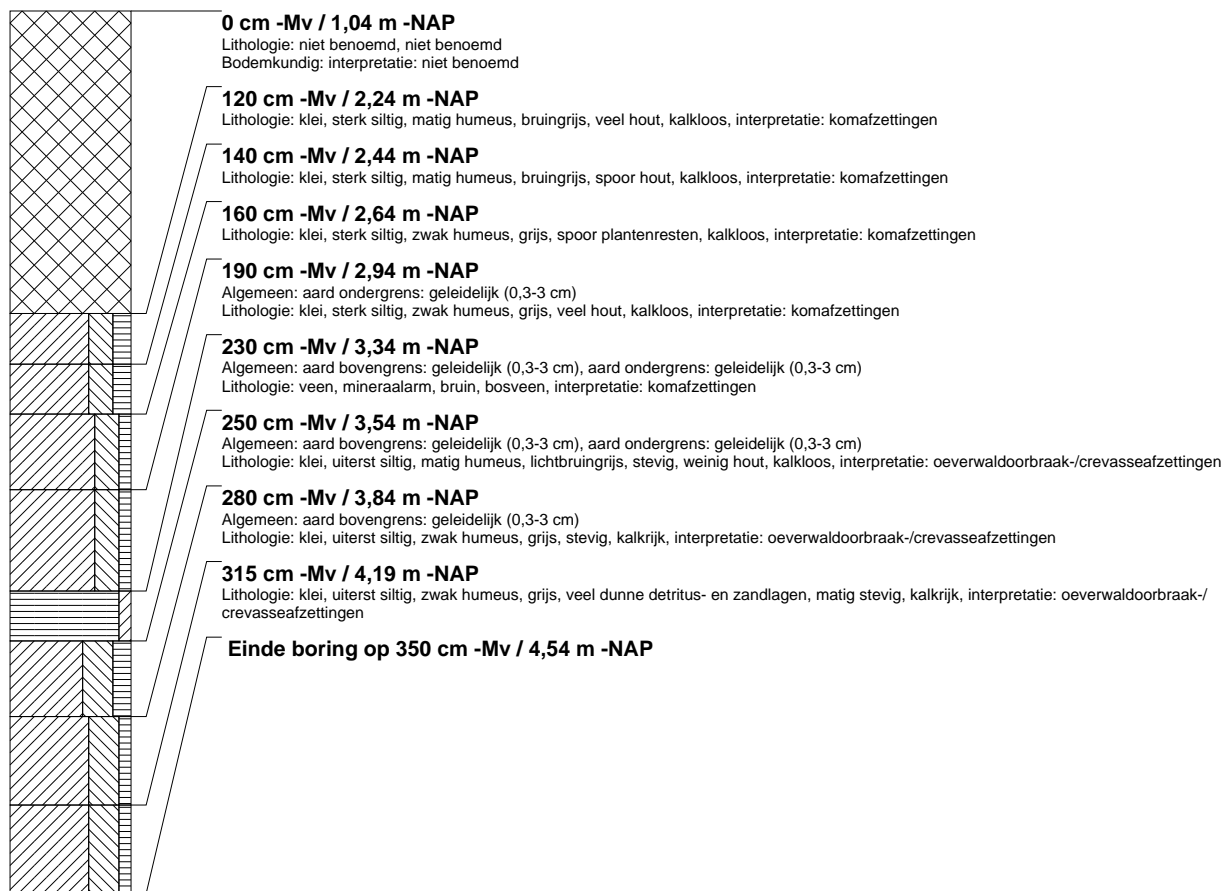 0 cm -Mv / 1,04 m -NAP
Lithologie: niet benoemd, niet benoemd
Bodemkundig: interpretatie: niet benoemd
120 cm -Mv / 2,24 m -NAP
Lithologie: klei, sterk siltig, matig humeus, bruingrijs, veel hout, kalkloos, interpretatie: komafzettingen
140 cm -Mv / 2,44 m -NAP
Lithologie: klei, sterk siltig, matig humeus, bruingrijs, spoor hout, kalkloos, interpretatie: komafzettingen
160 cm -Mv / 2,64 m -NAP
Lithologie: klei, sterk siltig, zwak humeus, grijs, spoor plantenresten, kalkloos, interpretatie: komafzettingen
190 cm -Mv / 2,94 m -NAP
Algemeen: aard ondergrens: geleidelijk (0,3-3 cm)
Lithologie: klei, sterk siltig, zwak humeus, grijs, veel hout, kalkloos, interpretatie: komafzettingen
230 cm -Mv / 3,34 m -NAP
Algemeen: aard bovengrens: geleidelijk (0,3-3 cm), aard ondergrens: geleidelijk (0,3-3 cm)
Lithologie: veen, mineraalarm, bruin, bosveen, interpretatie: komafzettingen
250 cm -Mv / 3,54 m -NAP
Algemeen: aard bovengrens: geleidelijk (0,3-3 cm), aard ondergrens: geleidelijk (0,3-3 cm)
Lithologie: klei, uiterst siltig, matig humeus, lichtbruingrijs, stevig, weinig hout, kalkloos, interpretatie: oeverwaldoorbraak-/crevasseafzettingen
280 cm -Mv / 3,84 m -NAP
Algemeen: aard bovengrens: geleidelijk (0,3-3 cm)
Lithologie: klei, uiterst siltig, zwak humeus, grijs, stevig, kalkrijk, interpretatie: oeverwaldoorbraak-/crevasseafzettingen
315 cm -Mv / 4,19 m -NAP
Lithologie: klei, uiterst siltig, zwak humeus, grijs, veel dunne detritus- en zandlagen, matig stevig, kalkrijk, interpretatie: oeverwaldoorbraak-/
crevasseafzettingen
Einde boring op 350 cm -Mv / 4,54 m -NAP